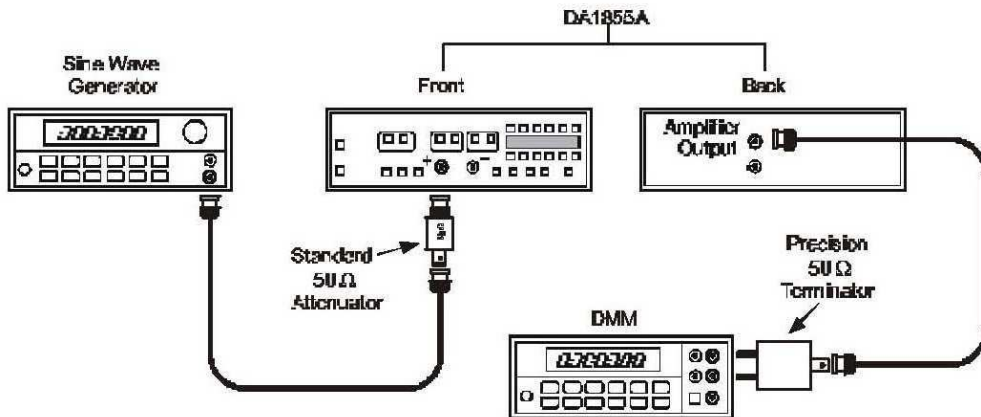 DA1855A
Sine Wave
Generator
Front
Back
Amplifier
Output
+
−
Standard
50 Ω
Attenuator
Precision
50 Ω
Terminator
DMM